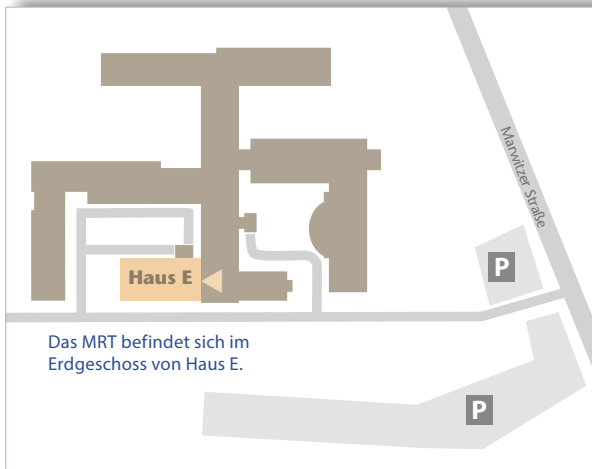 Marwitzer Straße
P
Haus E
Das MRT befindet sich im
Erdgeschoss von Haus E.
P